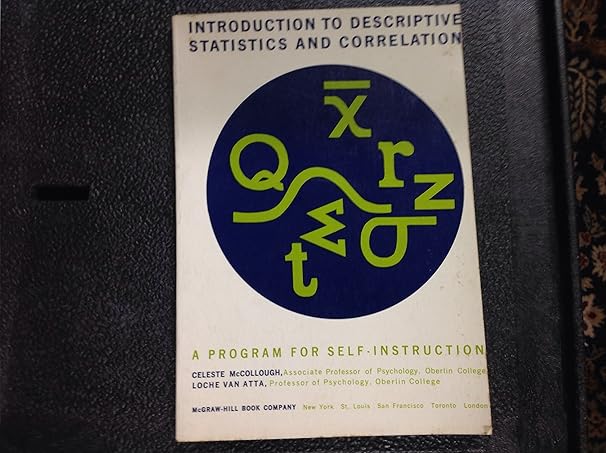 INTRODUCTION TO DESCRIPTIVE
STATISTICS AND CORRELATION
x̄
Q r
N
Σ σ
t
A PROGRAM FOR SELF-INSTRUCTION
CELESTE McCOLLOUGH, Associate Professor of Psychology, Oberlin College
LOCHE VAN ATTA, Professor of Psychology, Oberlin College
McGRAW-HILL BOOK COMPANY New York St. Louis San Francisco Toronto London